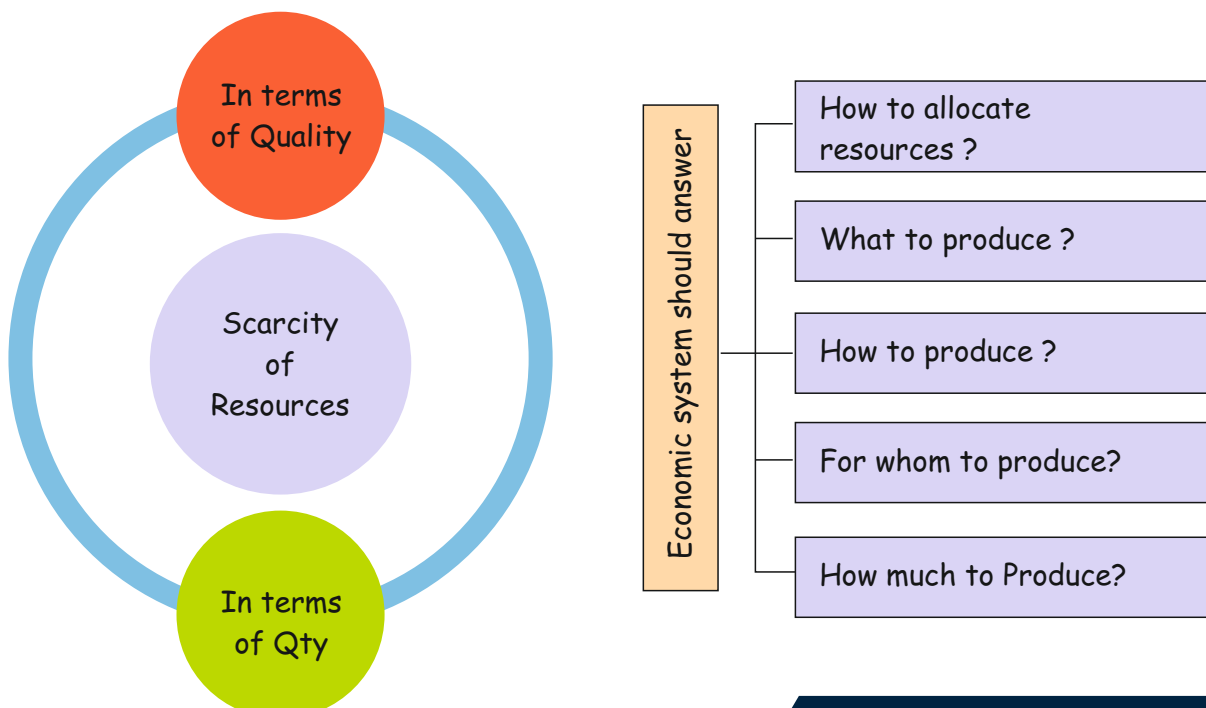 In terms
of Quality
Scarcity
of
Resources
In terms
of Qty
Economic system should answer
How to allocate
resources ?
What to produce ?
How to produce ?
For whom to produce?
How much to Produce?